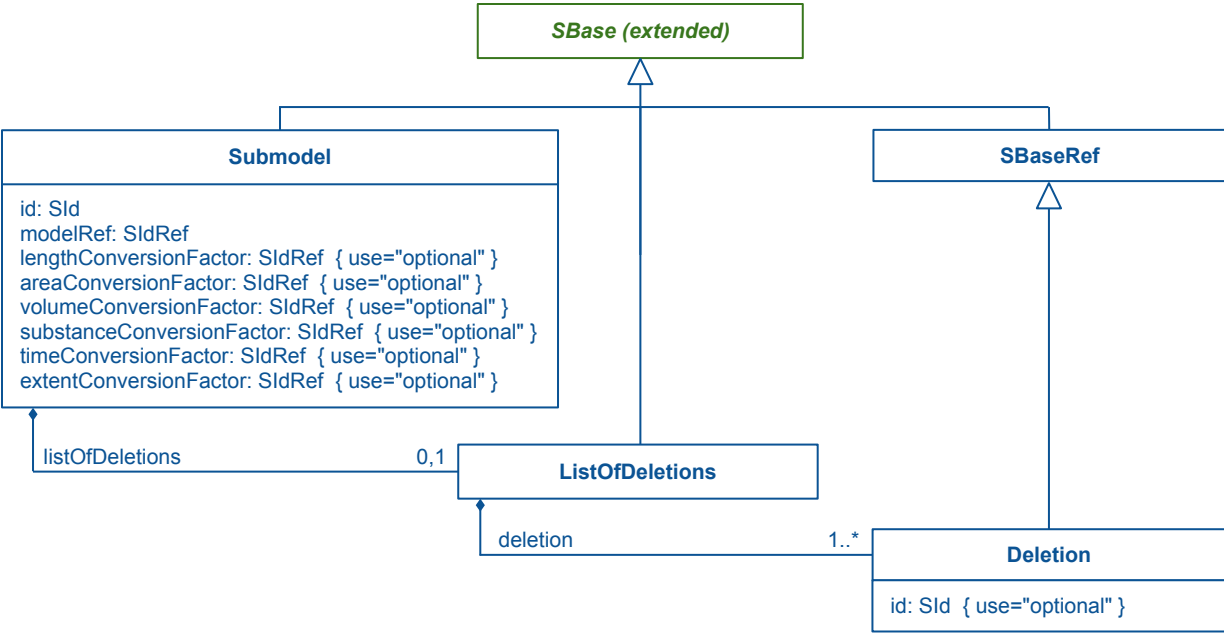 SBase (extended)
Submodel
SBaseRef
id: SId
modelRef: SIdRef
lengthConversionFactor: SIdRef { use="optional" }
areaConversionFactor: SIdRef { use="optional" }
volumeConversionFactor: SIdRef { use="optional" }
substanceConversionFactor: SIdRef { use="optional" }
timeConversionFactor: SIdRef { use="optional" }
extentConversionFactor: SIdRef { use="optional" }
listOfDeletions 0,1
ListOfDeletions
deletion 1..*
Deletion
id: SId { use="optional" }